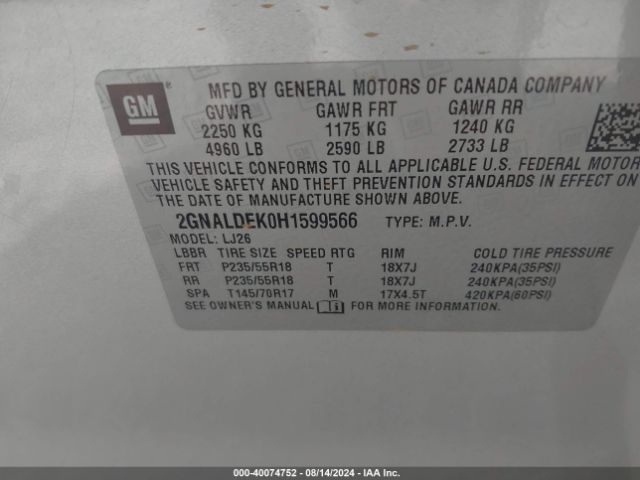 GM ®
MFD BY GENERAL MOTORS OF CANADA COMPANY
GVWR GAWR FRT GAWR RR
2250 KG 1175 KG 1240 KG
4960 LB 2590 LB 2733 LB
THIS VEHICLE CONFORMS TO ALL APPLICABLE U.S. FEDERAL MOTOR
VEHICLE SAFETY AND THEFT PREVENTION STANDARDS IN EFFECT ON
THE DATE OF MANUFACTURE SHOWN ABOVE.
2GNALDEK0H1599566 TYPE: M.P.V.
MODEL: LJ26
LBBR TIRE SIZE SPEED RTG RIM COLD TIRE PRESSURE
FRT P235/55R18 T 18X7J 240KPA(35PSI)
RR P235/55R18 T 18X7J 240KPA(35PSI)
SPA T145/70R17 M 17X4.5T 420KPA(60PSI)
SEE OWNER'S MANUAL FOR MORE INFORMATION.
OWNER - 40074752 - 08/14/2024 - IAA Inc.